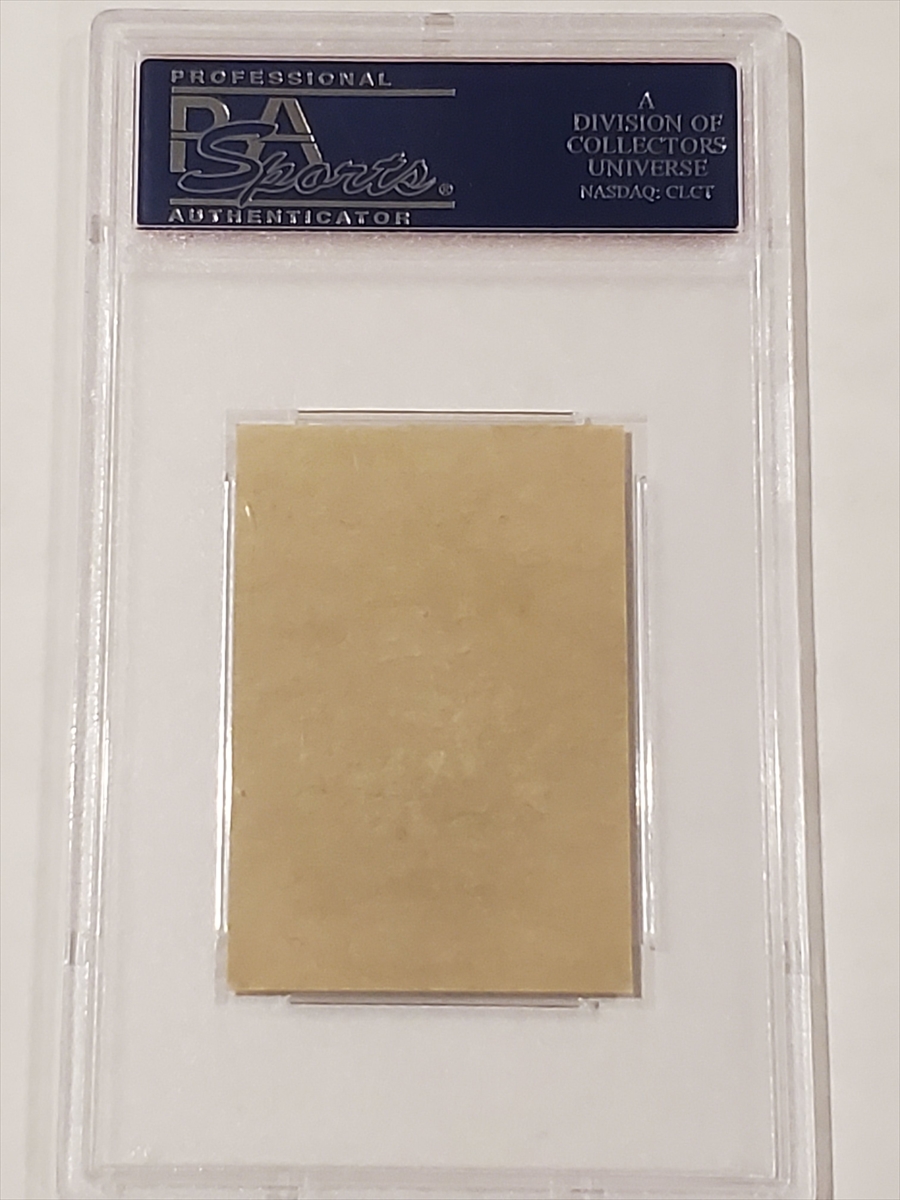 PROFESSIONAL
PSA
Sports®
AUTHENTICATOR
A
DIVISION OF
COLLECTORS
UNIVERSE
NASDAQ: CLCT